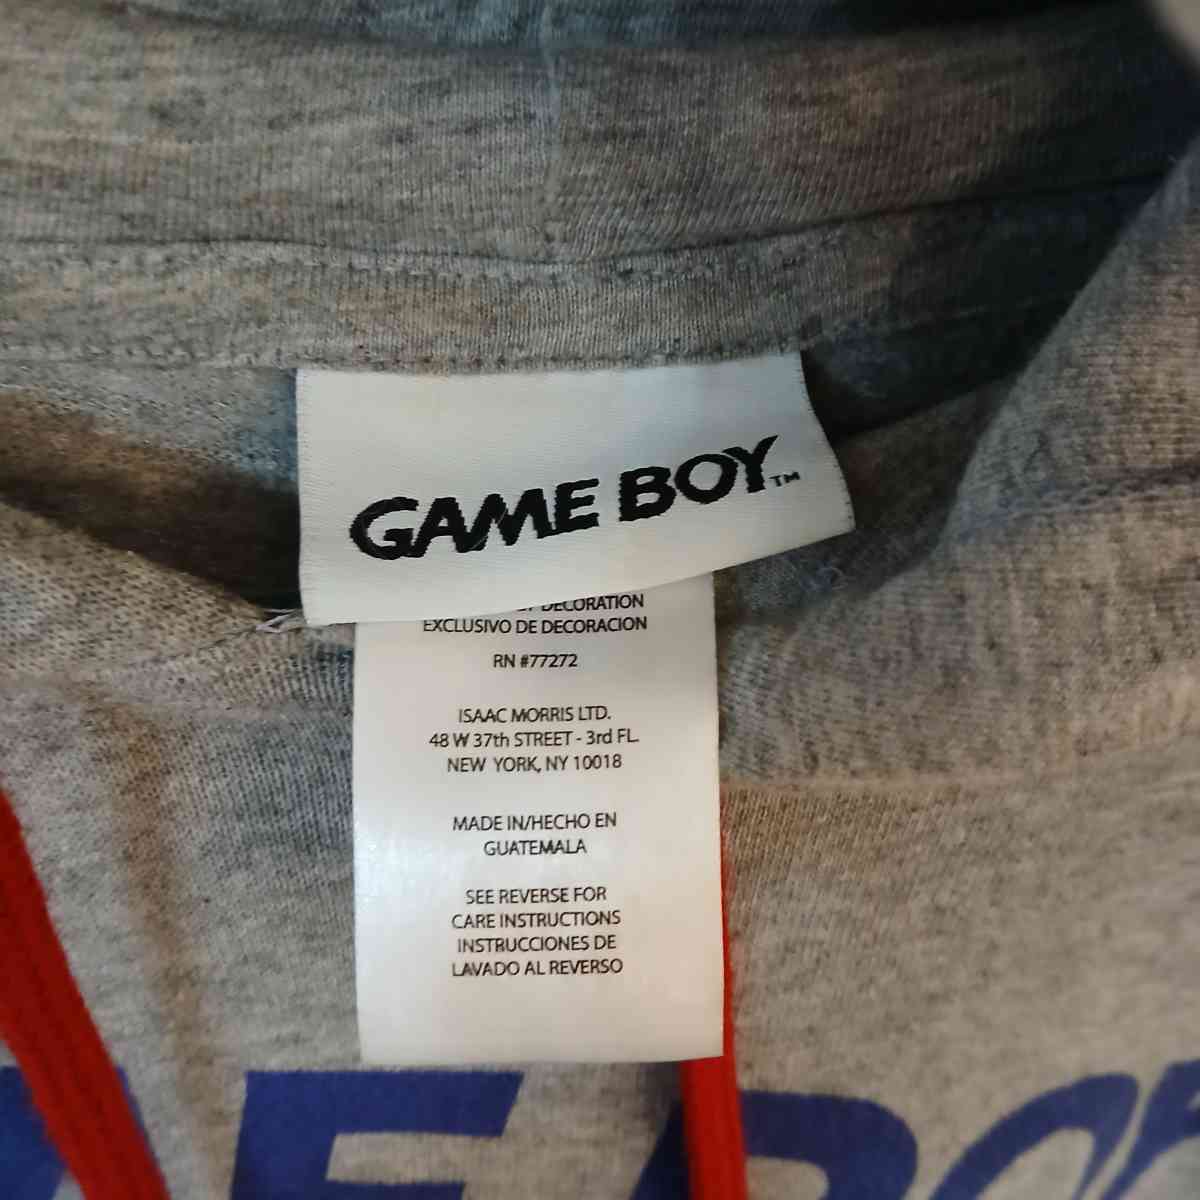 GAME BOY™
DECORATION
EXCLUSIVO DE DECORACION
RN #77272
ISAAC MORRIS LTD.
48 W 37th STREET - 3rd FL.
NEW YORK, NY 10018
MADE IN/HECHO EN
GUATEMALA
SEE REVERSE FOR
CARE INSTRUCTIONS
INSTRUCCIONES DE
LAVADO AL REVERSO